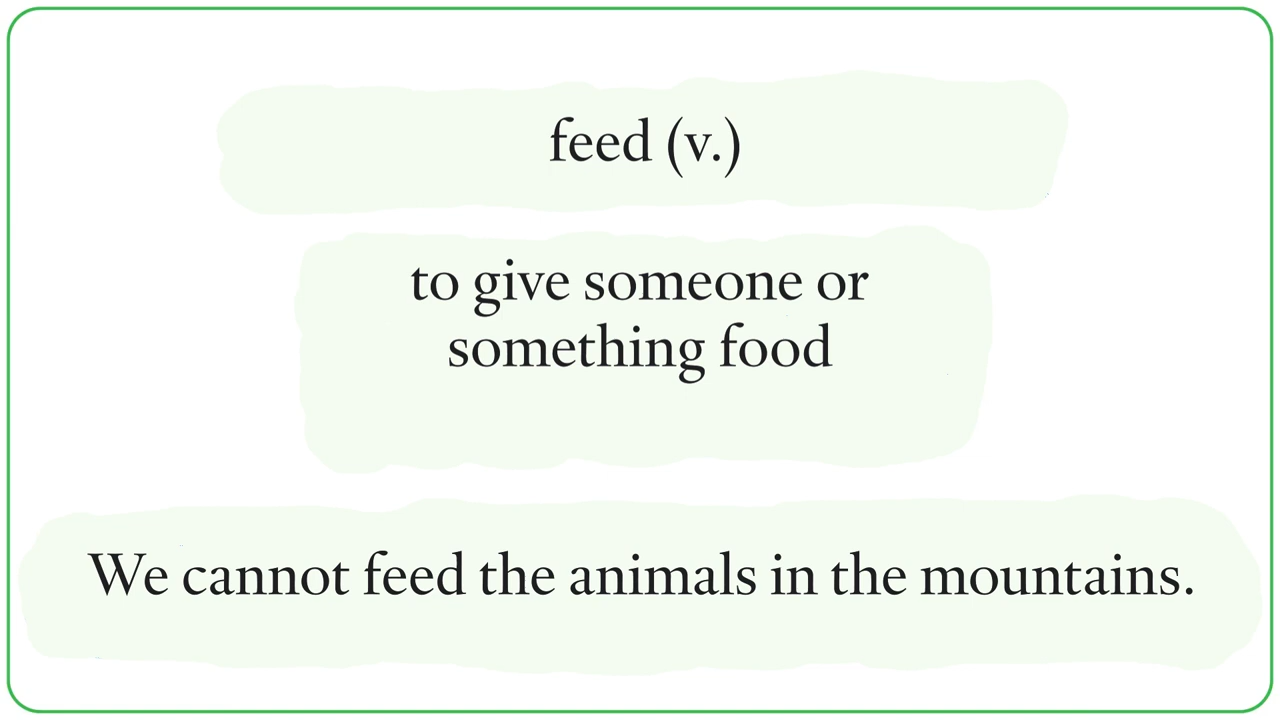 feed (v.)
to give someone or
something food
We cannot feed the animals in the mountains.